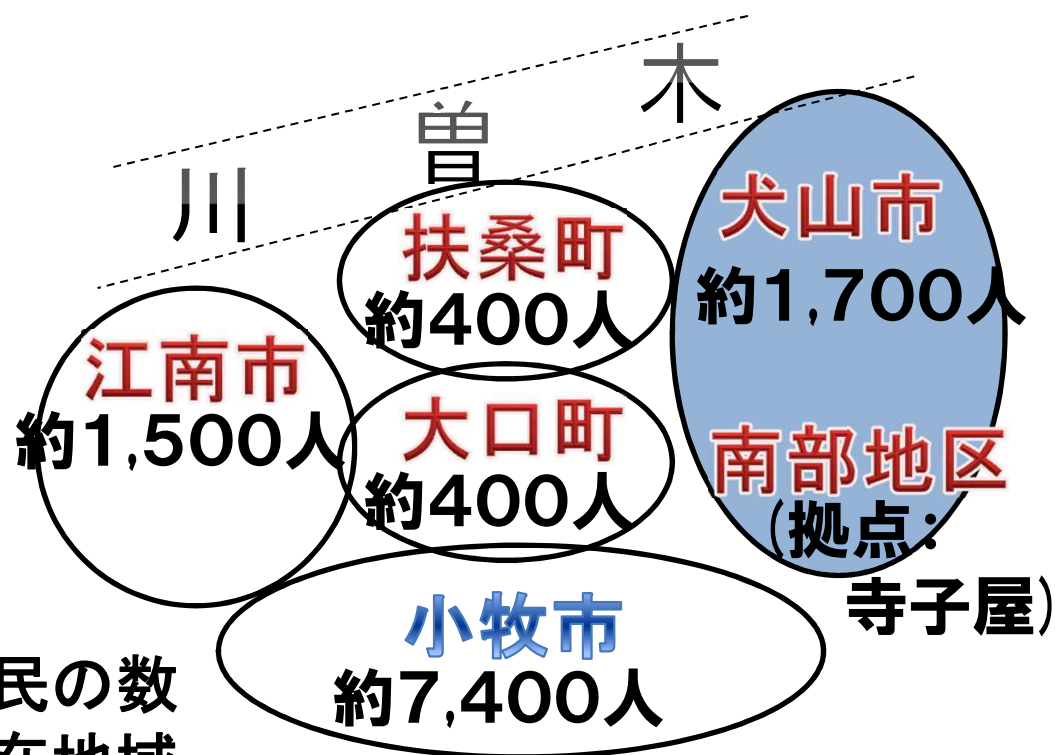 木
曽
川
扶桑町
約400人
犬山市
約1,700人
江南市
約1,500人
大口町
約400人
南部地区
(拠点:
寺子屋)
小牧市
約7,400人
民の数
在地域